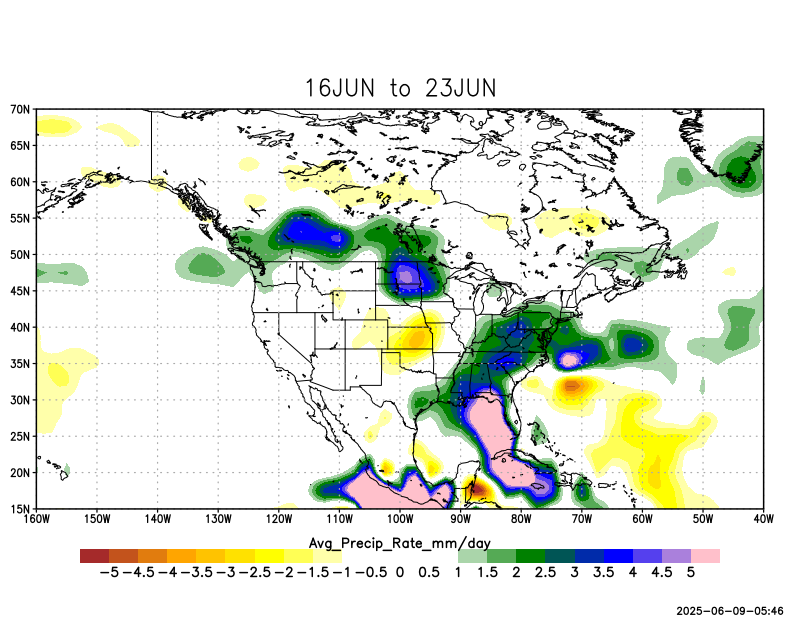 16JUN to 23JUN
70N
65N
60N
55N
50N
45N
40N
35N
30N
25N
20N
15N
160W 150W 140W 130W 120W 110W 100W 90W 80W 70W 60W 50W 40W
Avg_Precip_Rate_mm/day
-5 -4.5 -4 -3.5 -3 -2.5 -2 -1.5 -1 -0.5 0 0.5 1 1.5 2 2.5 3 3.5 4 4.5 5
2025-06-09-05:46